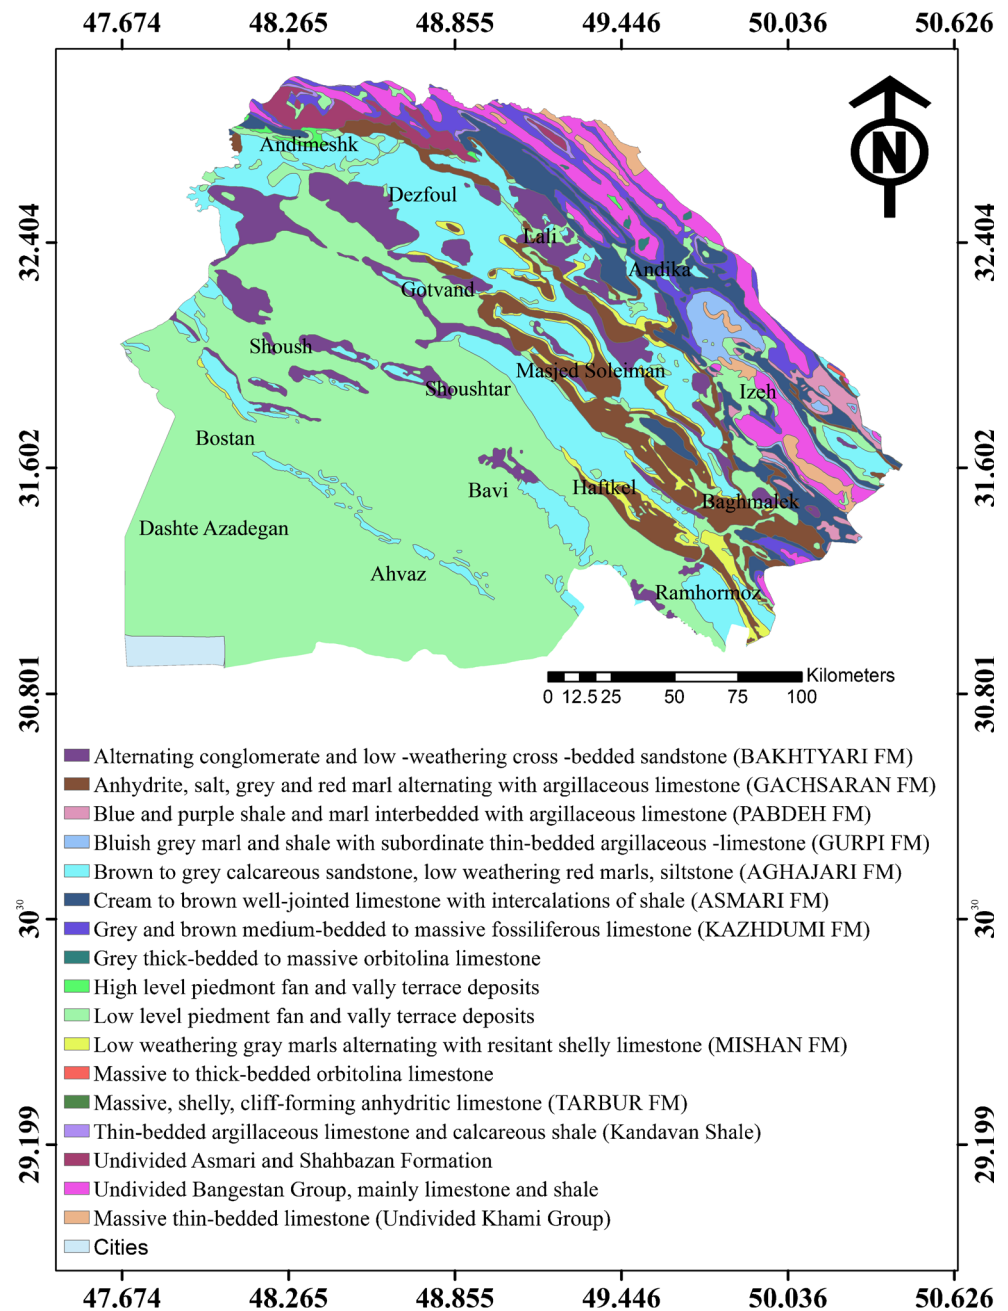 47.674 48.265 48.855 49.446 50.036 50.626
N
Andimeshk
Dezfoul
Lali
32.404 32.404
Andika
Gotvand
Shoush
Masjed Soleiman
Shoushtar
Izeh
Bostan
31.602 31.602
Bavi
Haftkel
Baghmalek
Dashte Azadegan
Ahvaz
Ramhormoz
Kilometers
0 12.5 25 50 75 100
30.801 30.801
Alternating conglomerate and low -weathering cross -bedded sandstone (BAKHTYARI FM)
Anhydrite, salt, grey and red marl alternating with argillaceous limestone (GACHSARAN FM)
Blue and purple shale and marl interbedded with argillaceous limestone (PABDEH FM)
Bluish grey marl and shale with subordinate thin-bedded argillaceous -limestone (GURPI FM)
Brown to grey calcareous sandstone, low weathering red marls, siltstone (AGHAJARI FM)
Cream to brown well-jointed limestone with intercalations of shale (ASMARI FM)
30 30 30 30
Grey and brown medium-bedded to massive fossiliferous limestone (KAZHDUMI FM)
Grey thick-bedded to massive orbitolina limestone
High level piedmont fan and vally terrace deposits
Low level piedment fan and vally terrace deposits
Low weathering gray marls alternating with resitant shelly limestone (MISHAN FM)
Massive to thick-bedded orbitolina limestone
Massive, shelly, cliff-forming anhydritic limestone (TARBUR FM)
Thin-bedded argillaceous limestone and calcareous shale (Kandavan Shale)
29.199 29.199
Undivided Asmari and Shahbazan Formation
Undivided Bangestan Group, mainly limestone and shale
Massive thin-bedded limestone (Undivided Khami Group)
Cities
47.674 48.265 48.855 49.446 50.036 50.626